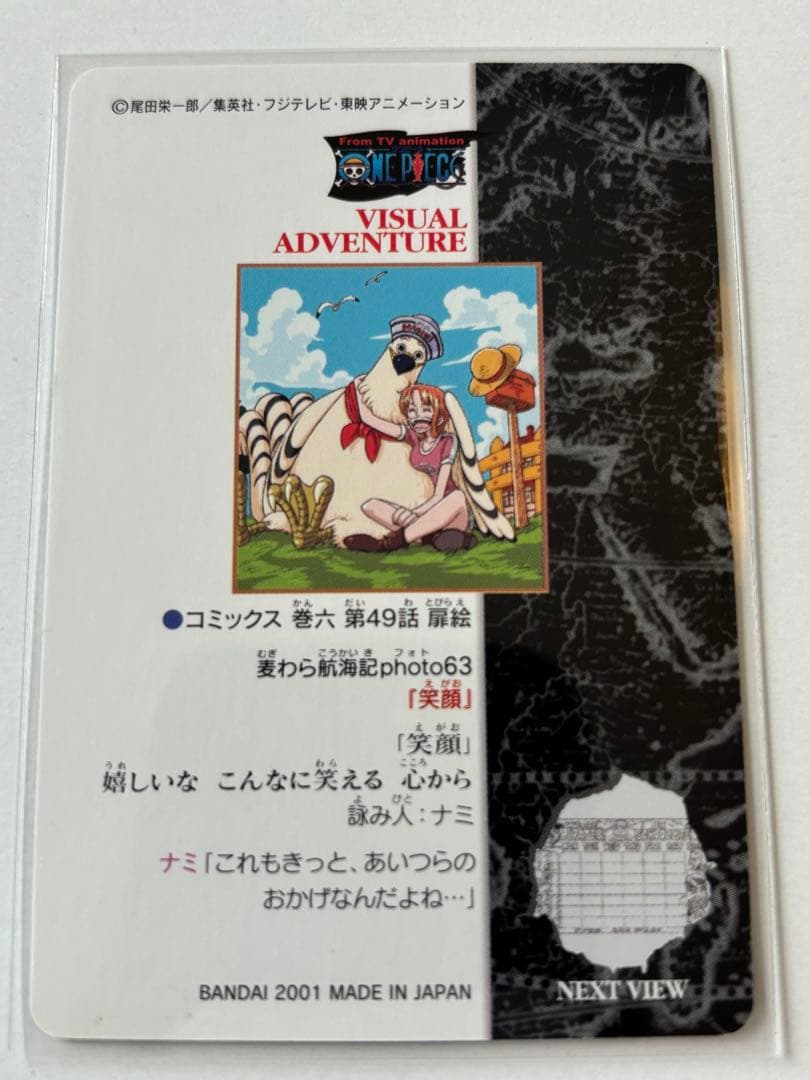 ©尾田栄一郎／集英社・フジテレビ・東映アニメーション
From TV animation
ONE PIECE
VISUAL
ADVENTURE
●コミックス 巻六 第49話 扉絵
麦わら航海記photo63
『笑顔』
「笑顔」
嬉しいな こんなに笑える 心から
詠み人：ナミ
ナミ「これもきっと、あいつらの
おかげなんだよね…」
BANDAI 2001 MADE IN JAPAN
NEXT VIEW